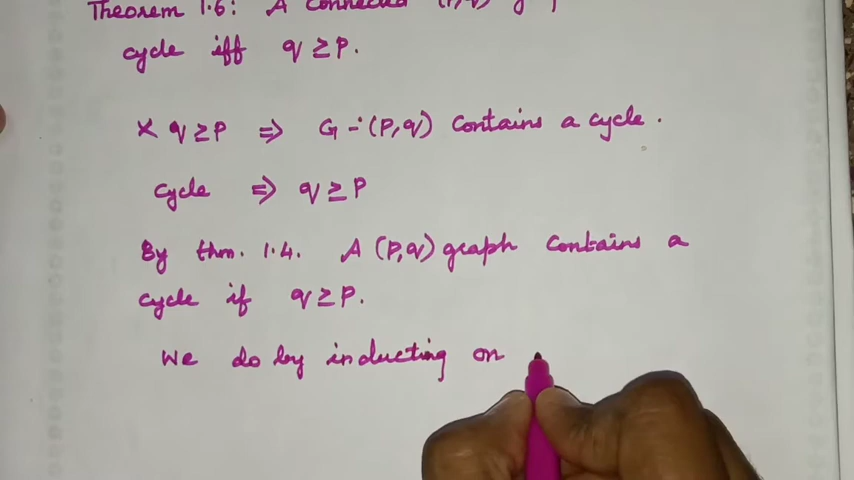 Theorem 1.6: A connected (P,q)
cycle iff q ≥ P.
x q ≥ P ⇒ G - (P,q) contains a cycle.
cycle ⇒ q ≥ P
By thm. 1.4. A (P,q) graph contains a
cycle if q ≥ P.
We do by inducting on